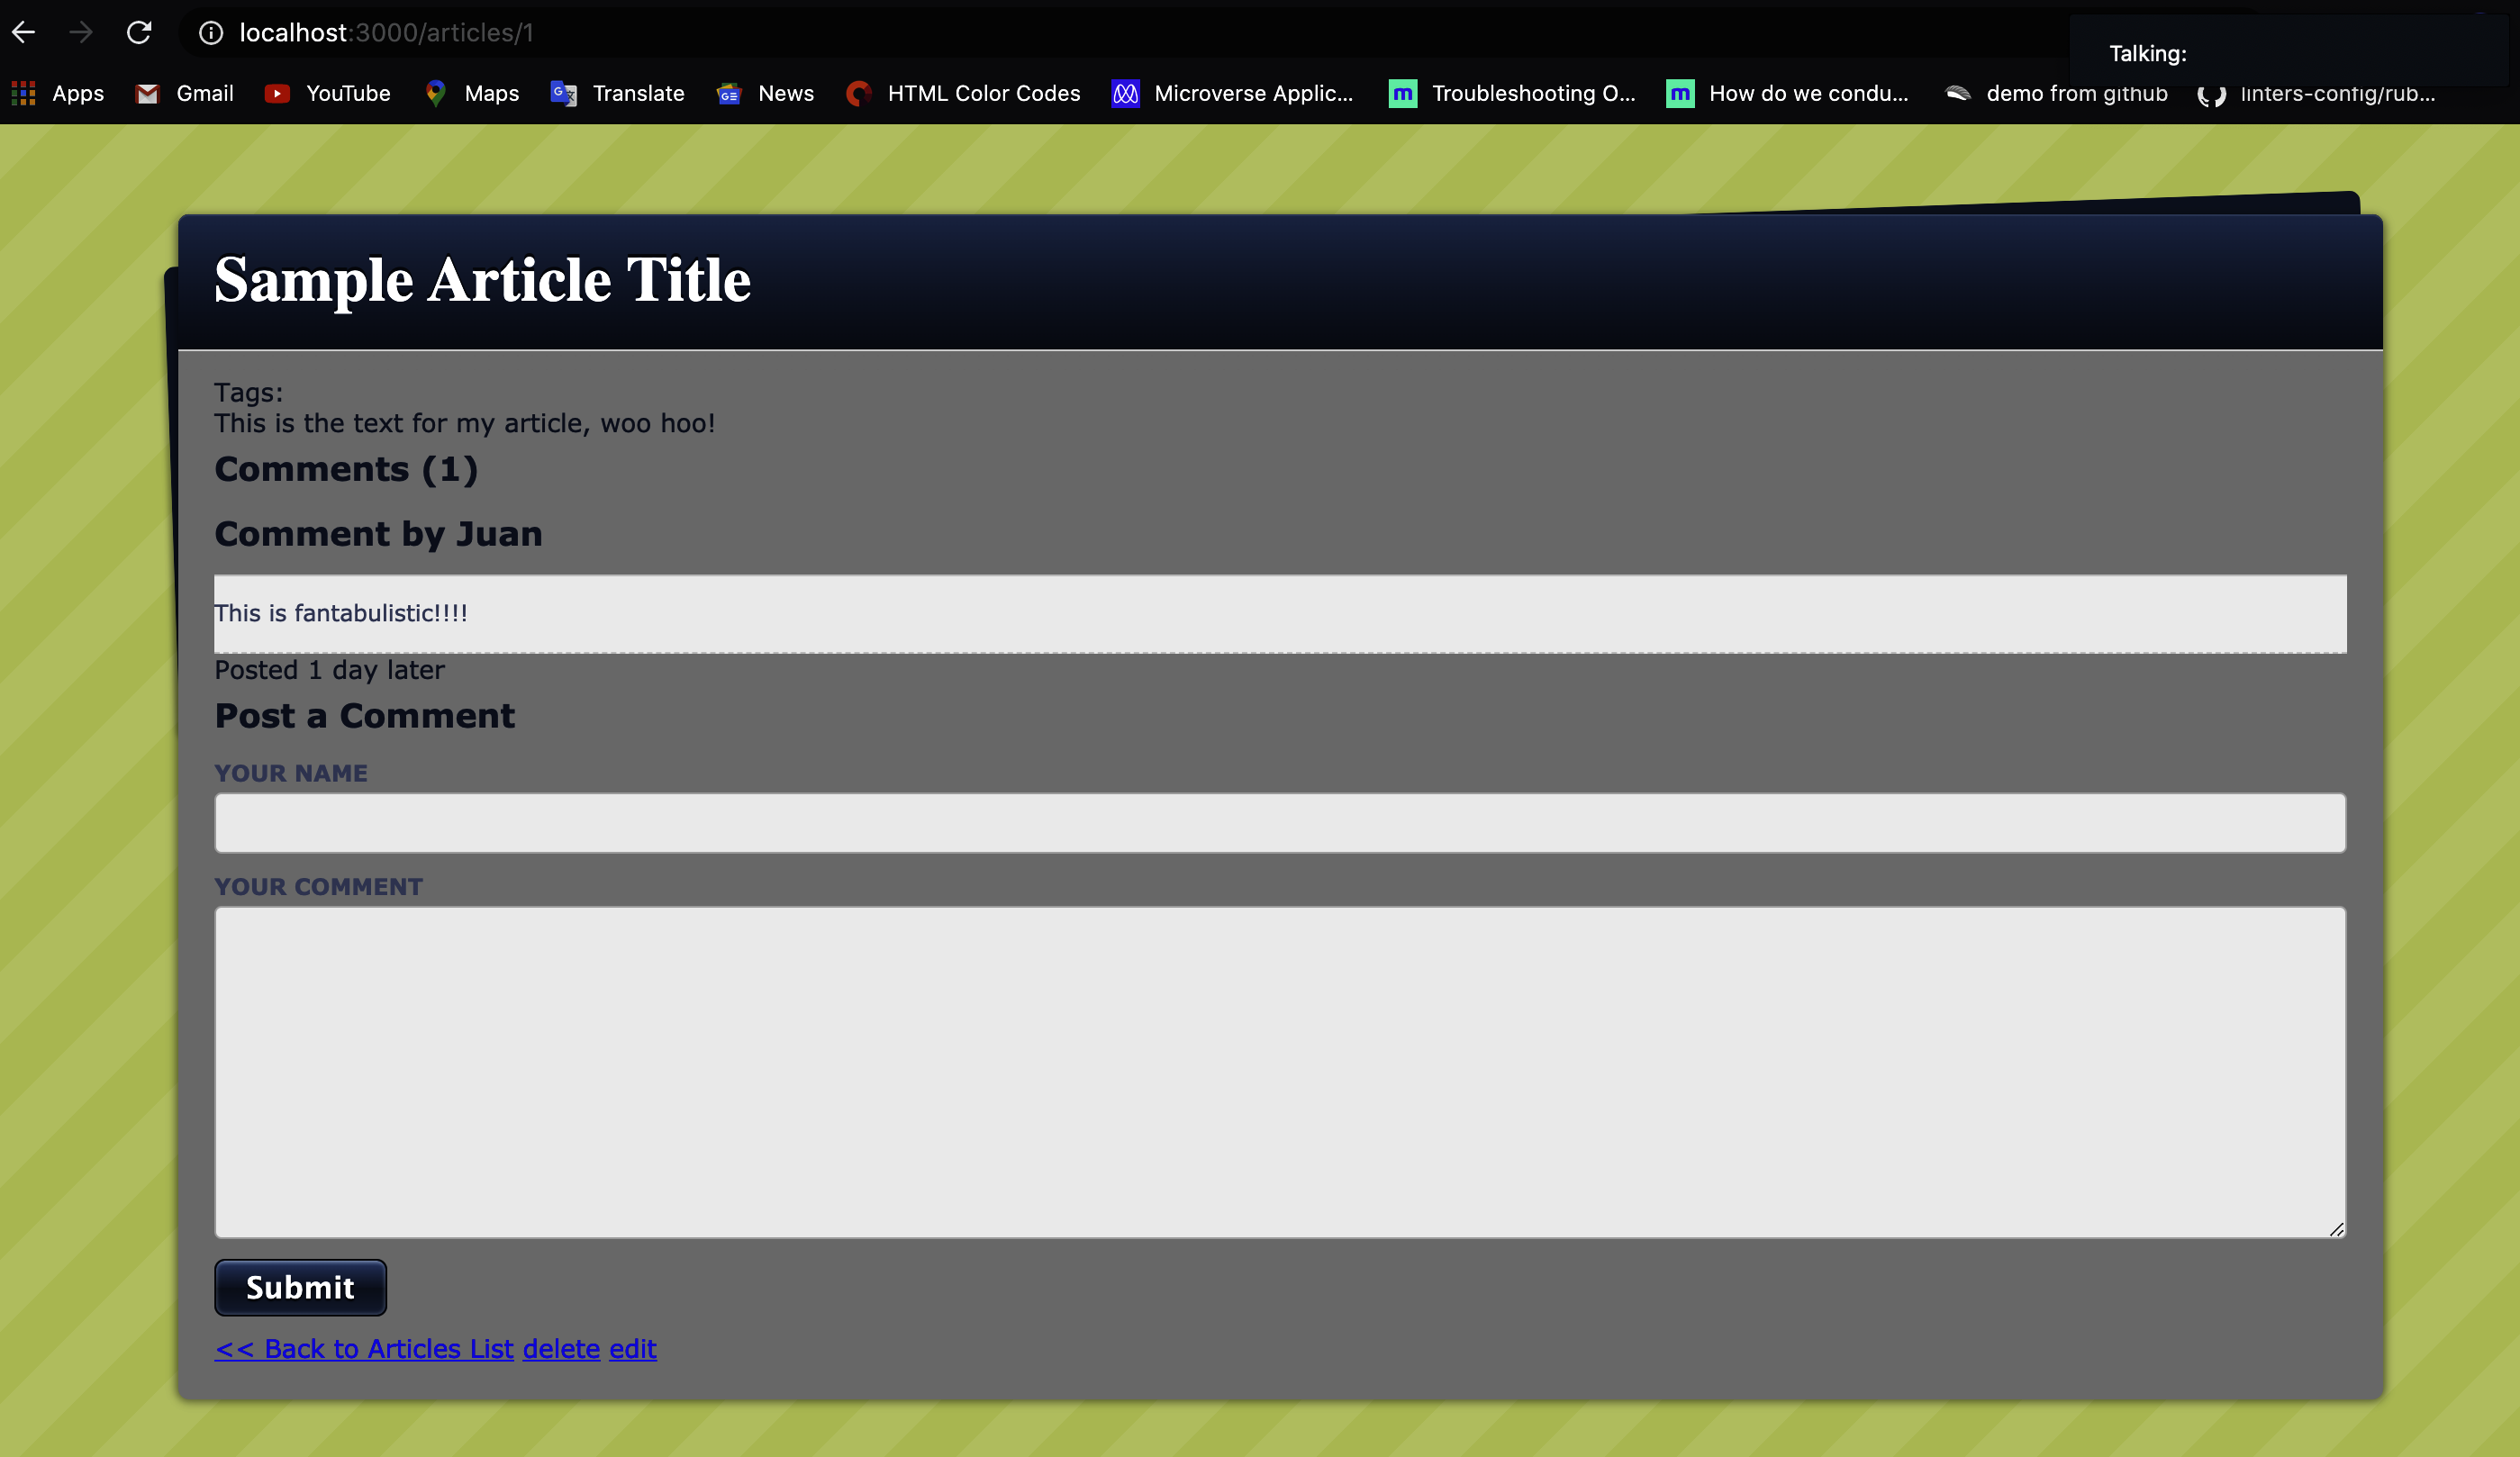 localhost:3000/articles/1
Talking:
Apps Gmail YouTube Maps Translate News HTML Color Codes Microverse Applic... Troubleshooting O... How do we condu... demo from github linters-config/rub...
Sample Article Title
Tags:
This is the text for my article, woo hoo!
Comments (1)
Comment by Juan
This is fantabulistic!!!!
Posted 1 day later
Post a Comment
YOUR NAME
YOUR COMMENT
Submit
<< Back to Articles List delete edit